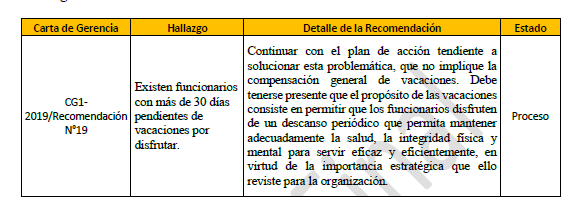 Carta de Gerencia
Hallazgo
Detalle de la Recomendación
Estado
CG1-
2019/Recomendación
N°19
Existen funcionarios
con más de 30 días
pendientes de
vacaciones por
disfrutar.
Continuar con el plan de acción tendiente a
solucionar esta problemática, que no implique la
compensación general de vacaciones. Debe
tenerse presente que el propósito de las vacaciones
consiste en permitir que los funcionarios disfruten
de un descanso periódico que permita mantener
adecuadamente la salud, la integridad física y
mental para servir eficaz y eficientemente, en
virtud de la importancia estratégica que ello
reviste para la organización.
Proceso